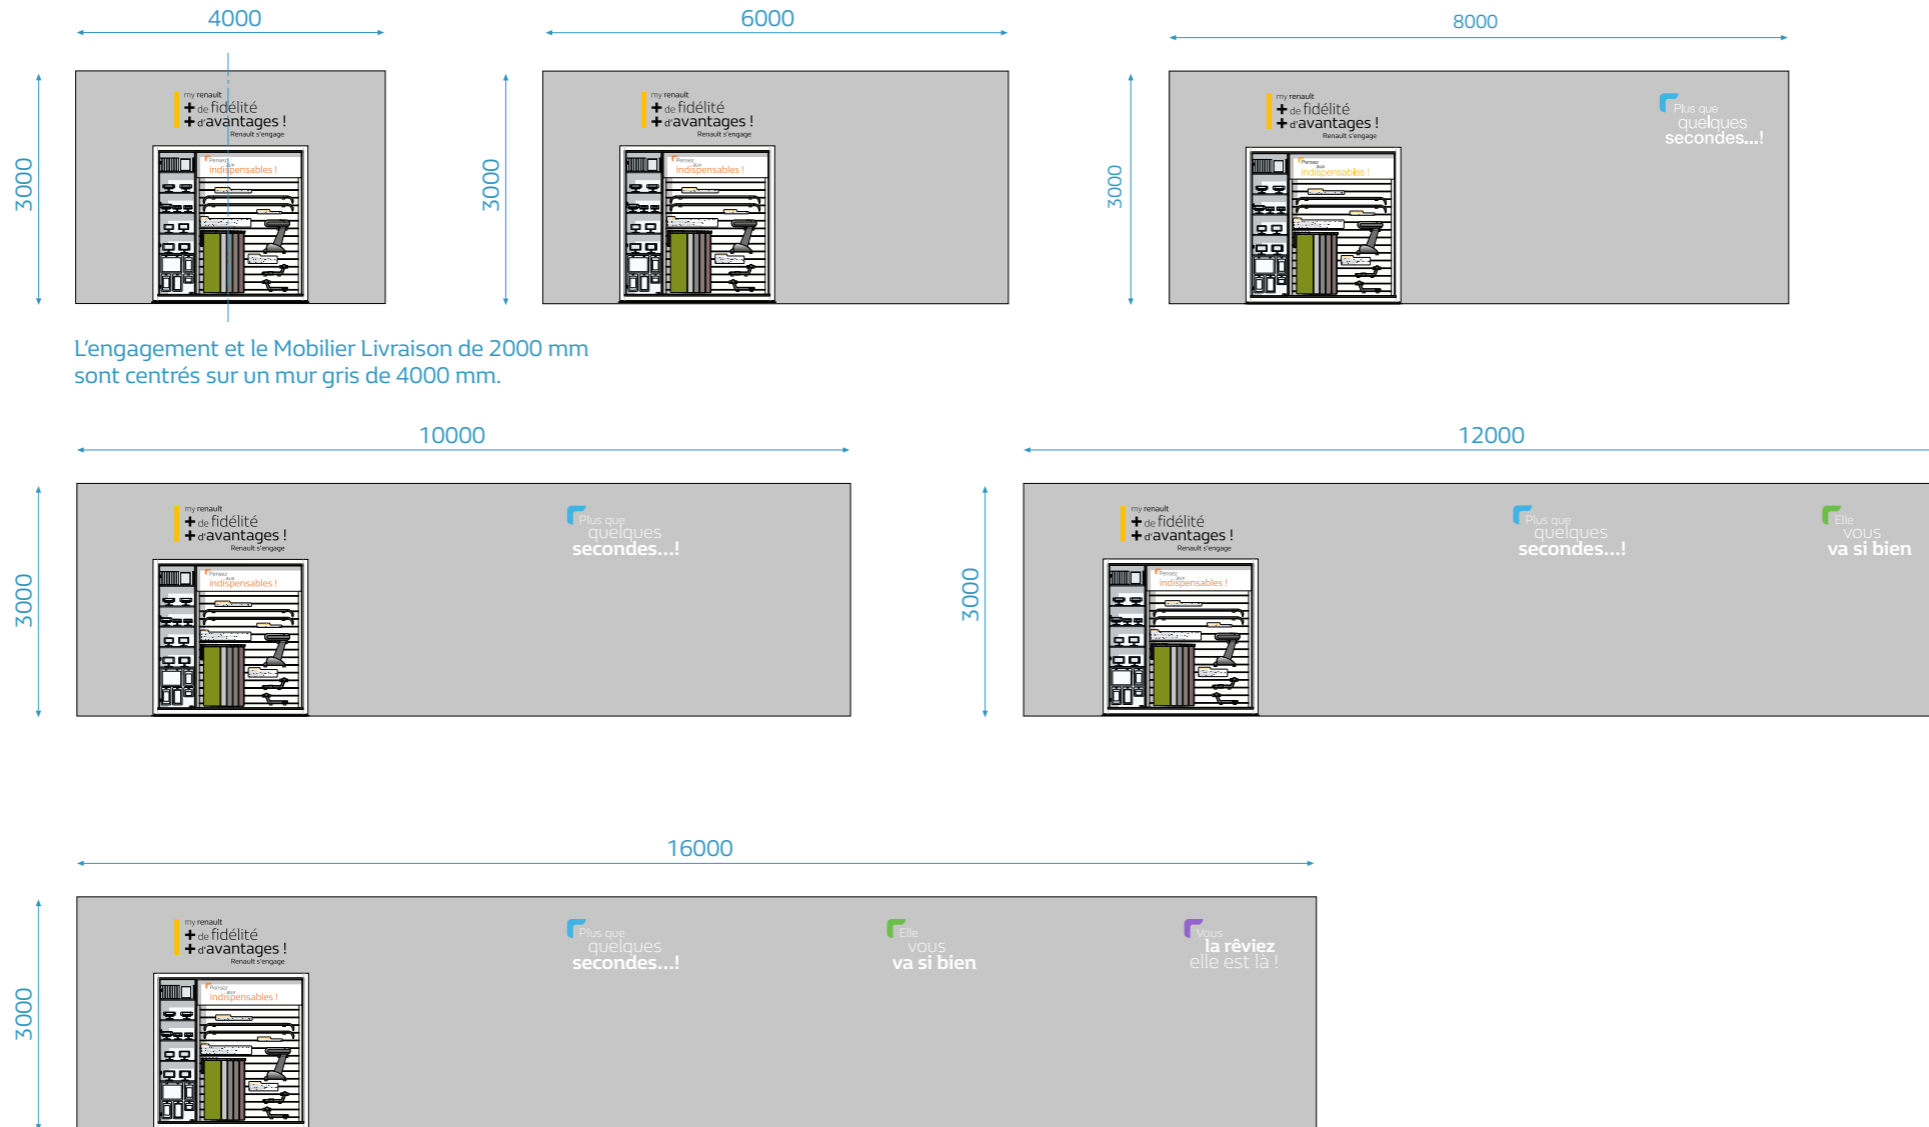 4000
6000
8000
3000
my renault
+ de fidélité
+ d'avantages !
Renault s'engage
Pensez
aux
indispensables !
3000
my renault
+ de fidélité
+ d'avantages !
Renault s'engage
Pensez
aux
indispensables !
3000
my renault
+ de fidélité
+ d'avantages !
Renault s'engage
Pensez
aux
indispensables !
Plus que
quelques
secondes...!
L'engagement et le Mobilier Livraison de 2000 mm
sont centrés sur un mur gris de 4000 mm.
10000
12000
3000
my renault
+ de fidélité
+ d'avantages !
Renault s'engage
Pensez
aux
indispensables !
Plus que
quelques
secondes...!
3000
my renault
+ de fidélité
+ d'avantages !
Renault s'engage
Pensez
aux
indispensables !
Plus que
quelques
secondes...!
Elle
vous
va si bien
16000
3000
my renault
+ de fidélité
+ d'avantages !
Renault s'engage
Pensez
aux
indispensables !
Plus que
quelques
secondes...!
Elle
vous
va si bien
Vous
la rêviez
elle est là !